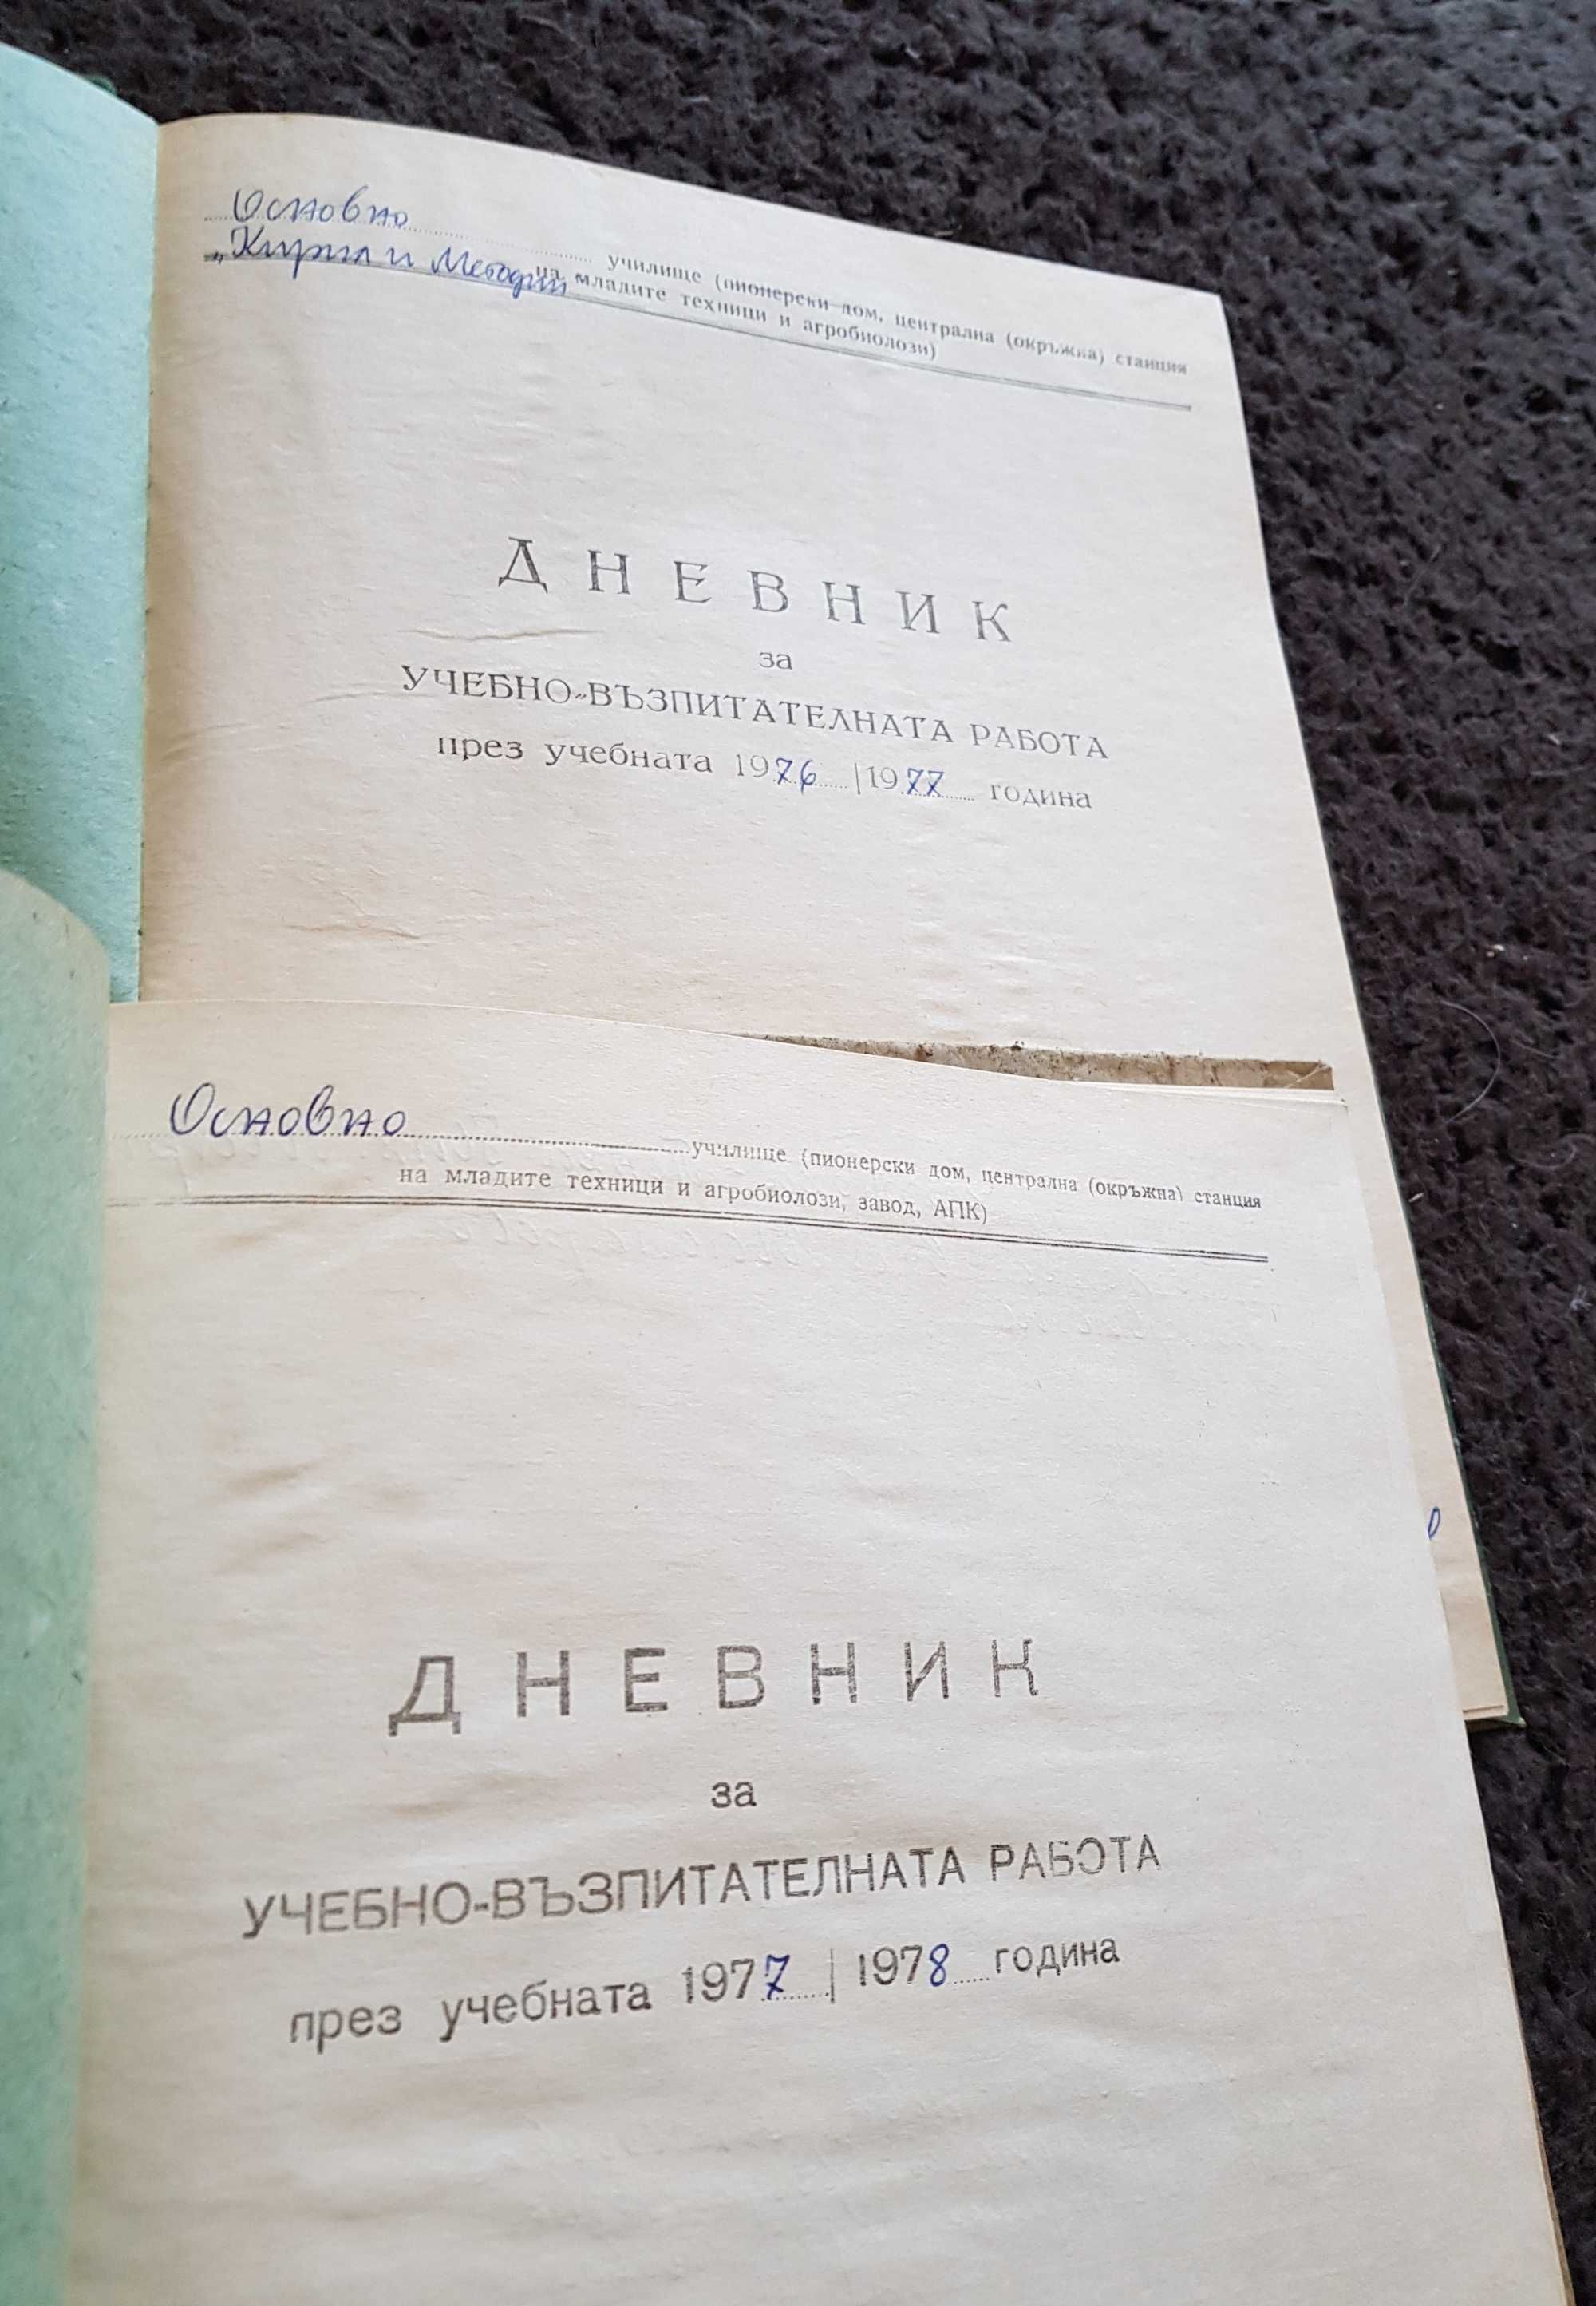 Основно
училище (пионерски дом, централна (окръжна) станция
„Кирил и Методий
на младите техници и агробиолози)
ДНЕВНИК
за
УЧЕБНО-ВЪЗПИТАТЕЛНАТА РАБОТА
през учебната 1976 | 1977 година
Основно училище (пионерски дом, централна (окръжна) станция
на младите техници и агробиолози, завод, АПК)
ДНЕВНИК
за
УЧЕБНО-ВЪЗПИТАТЕЛНАТА РАБОТА
през учебната 1977 | 1978 година